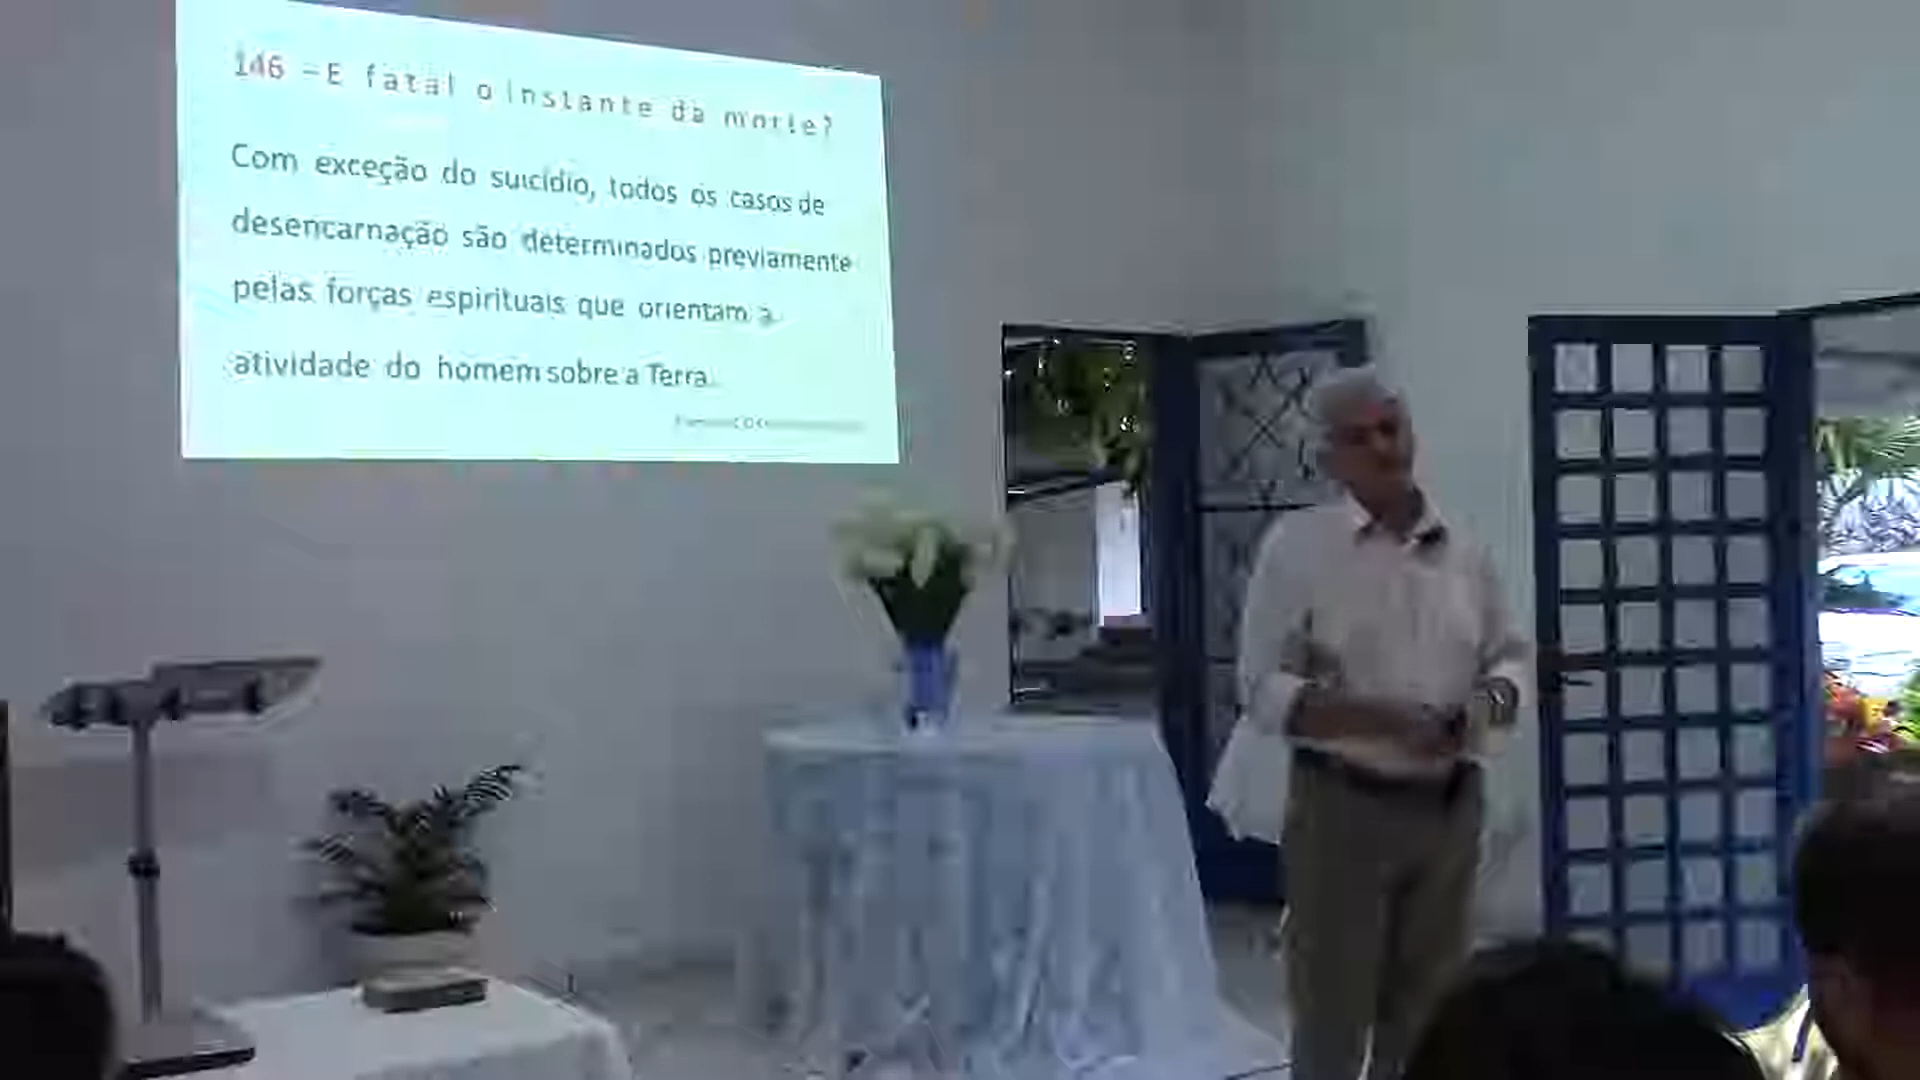 146 – E fatal o instante da morte?
Com exceção do suicídio, todos os casos de
desencarnação são determinados previamente
pelas forças espirituais que orientam a
atividade do homem sobre a Terra.